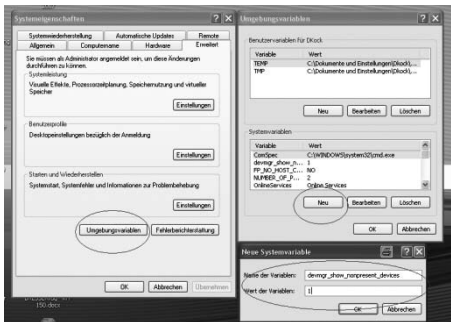 Systemeigenschaften
Systemwiederherstellung
Automatische Updates
Remote
Allgemein
Computername
Hardware
Erweitert
Sie müssen als Administrator angemeldet sein, um diese Änderungen
durchführen zu können.
Systemleistung
Visuelle Effekte, Prozessorzeitplanung, Speichernutzung und virtueller
Speicher
Einstellungen
Benutzerprofile
Desktopeinstellungen bezüglich der Anmeldung
Einstellungen
Starten und Wiederherstellen
Systemstart, Systemfehler und Informationen zur Problembehebung
Einstellungen
Umgebungsvariablen
Fehlerberichterstattung
OK
Abbrechen
Übernehmen
150.docx
Umgebungsvariablen
Benutzervariablen für DKock
Variable
Wert
TEMP
C:\Dokumente und Einstellungen\DKock\...
TMP
C:\Dokumente und Einstellungen\DKock\...
Neu
Bearbeiten
Löschen
Systemvariablen
Variable
Wert
ComSpec
C:\WINDOWS\system32\cmd.exe
devmgr_show_n...
1
FP_NO_HOST_C...
NO
NUMBER_OF_P...
2
OnlineServices
Online Services
Neu
Bearbeiten
Löschen
OK
Abbrechen
Neue Systemvariable
Name der Variablen:
devmgr_show_nonpresent_devices
Wert der Variablen:
1
OK
Abbrechen